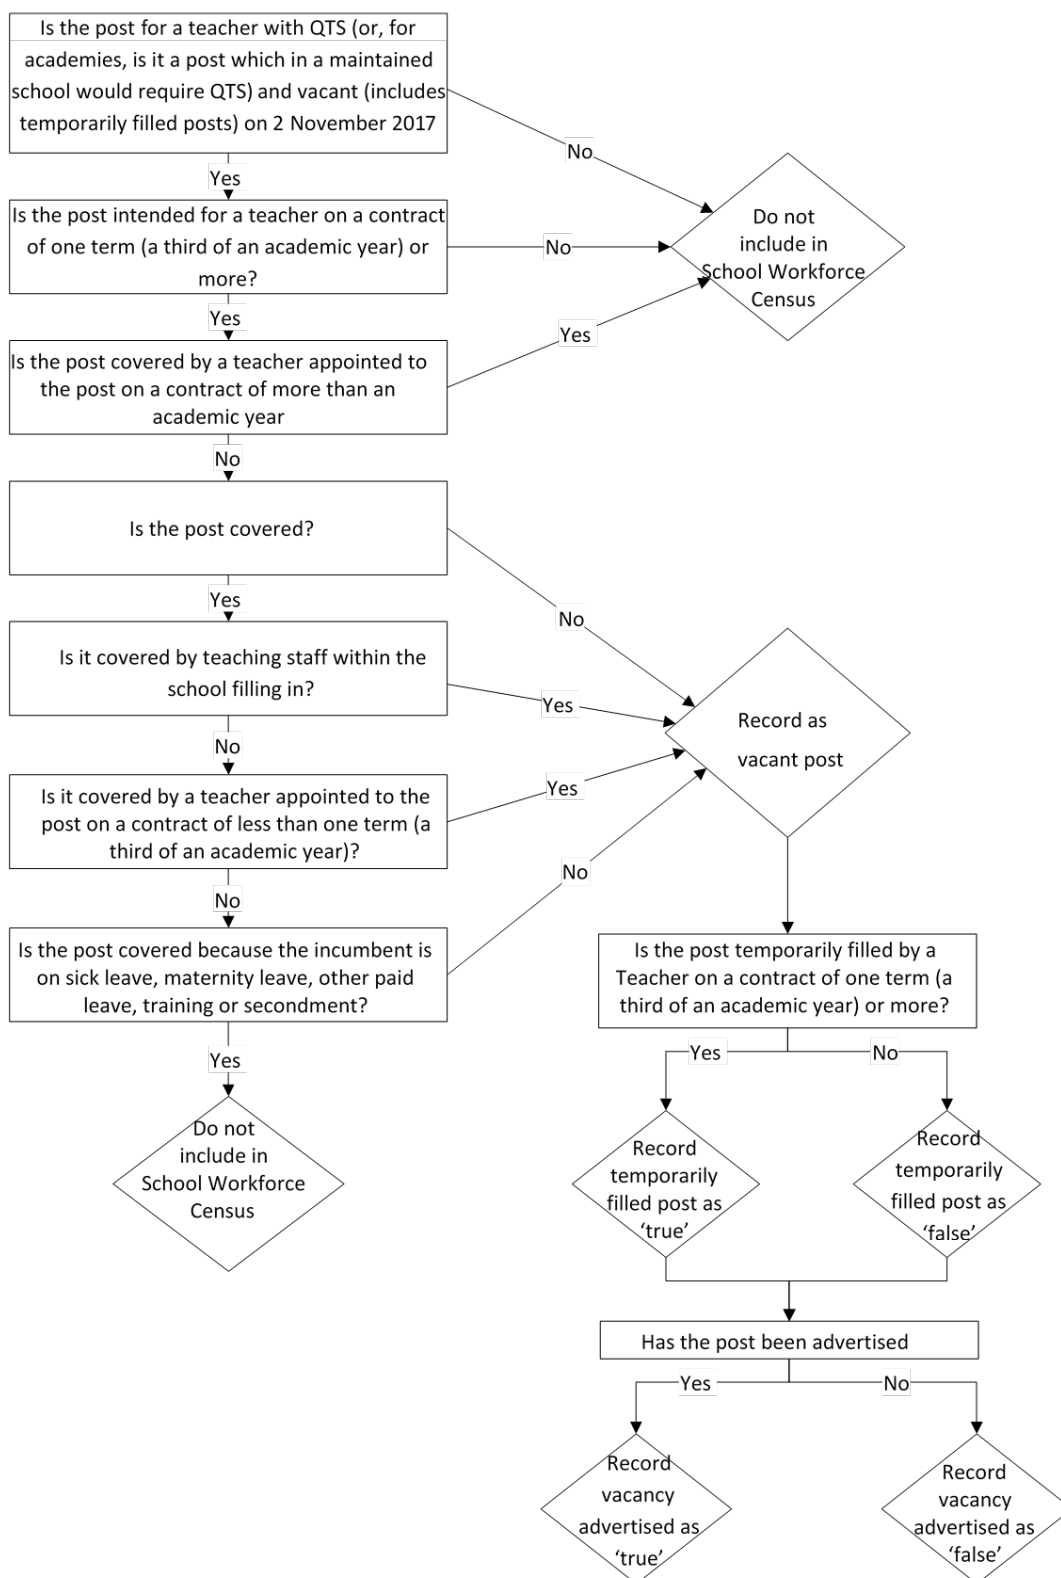 Is the post for a teacher with QTS (or, for
academies, is it a post which in a maintained
school would require QTS) and vacant (includes
temporarily filled posts) on 2 November 2017
No
Yes
Do not
include in
School Workforce
Census
Is the post intended for a teacher on a contract
of one term (a third of an academic year) or
more?
No
Yes
Yes
Is the post covered by a teacher appointed to
the post on a contract of more than an
academic year
No
Is the post covered?
Yes
No
Is it covered by teaching staff within the
school filling in?
Yes
No
Record as
vacant post
Is it covered by a teacher appointed to the
post on a contract of less than one term (a
third of an academic year)?
Yes
No
No
Is the post covered because the incumbent is
on sick leave, maternity leave, other paid
leave, training or secondment?
Yes
Do not
include in
School Workforce
Census
Is the post temporarily filled by a
Teacher on a contract of one term (a
third of an academic year) or more?
Yes
No
Record
temporarily
filled post as
‘true’
Record
temporarily
filled post as
‘false’
Has the post been advertised
Yes
No
Record
vacancy
advertised as
‘true’
Record
vacancy
advertised as
‘false’